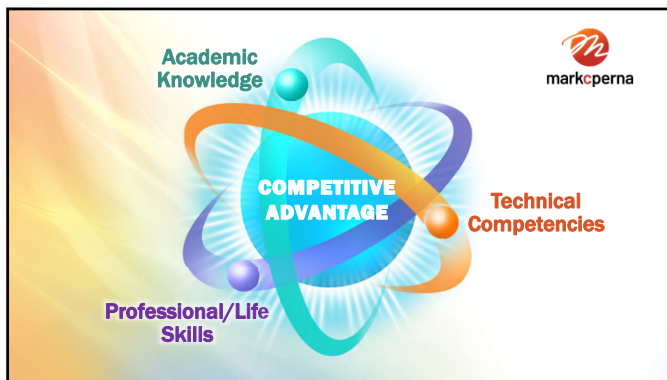 Academic
Knowledge
markcperna
COMPETITIVE
ADVANTAGE
Technical
Competencies
Professional/Life
Skills